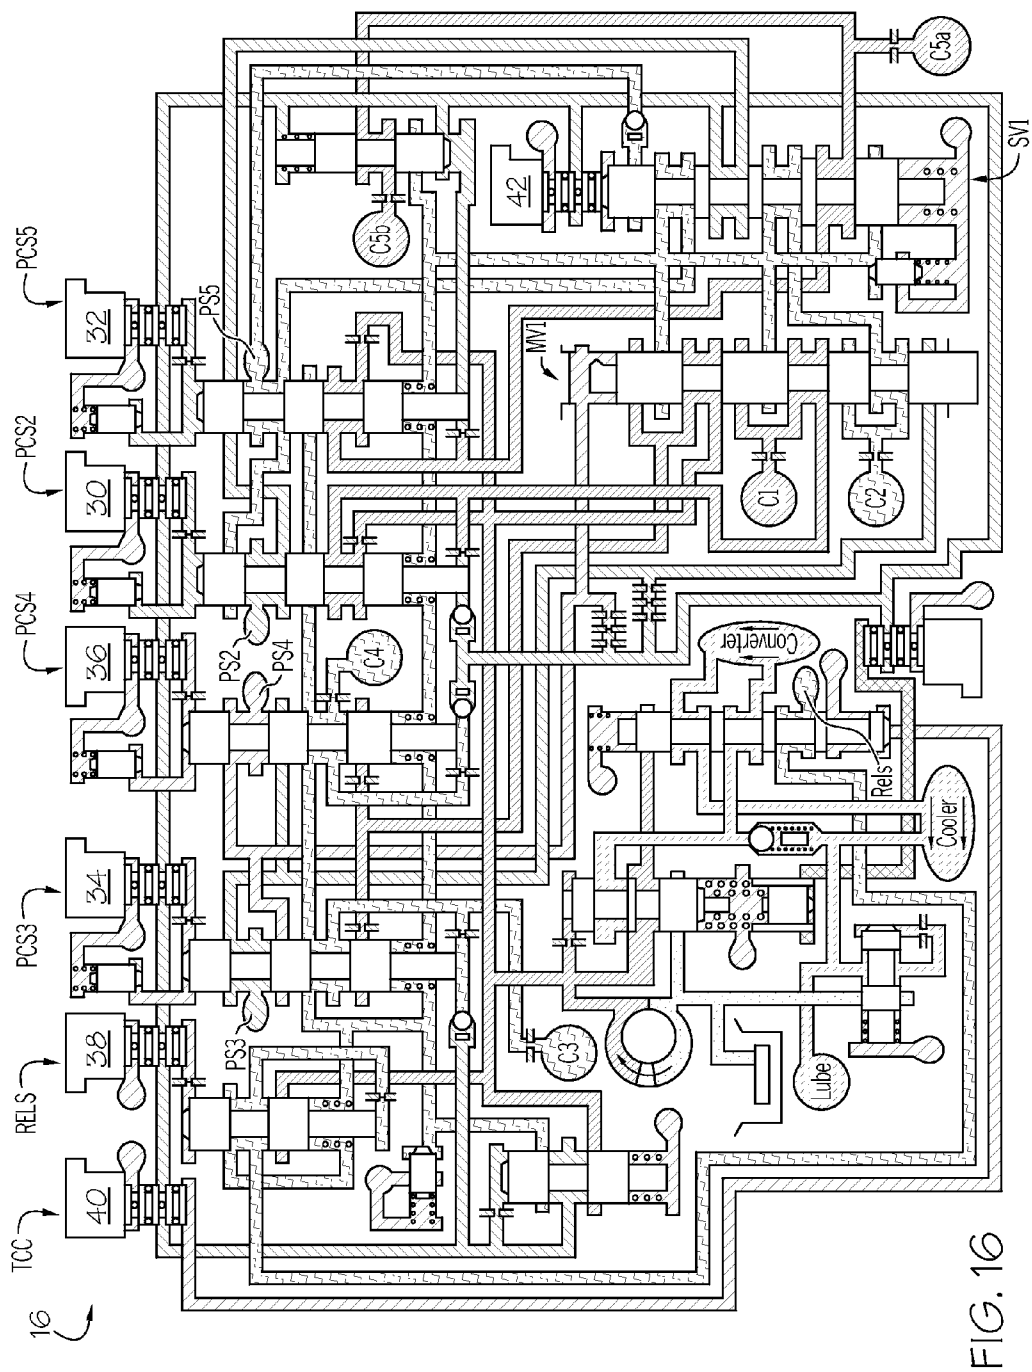 16
TCC
40
RELS
38
PCS3
34
PCS4
36
PCS2
30
PCS5
32
PS3
PS4
PS2
PS5
C4
C5b
C5a
42
SV1
MV1
C1
C2
C3
Converter
Rels
Cooler
Lube
FIG. 16